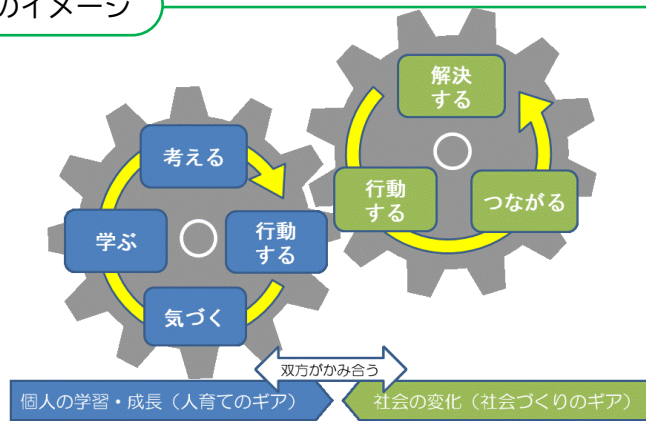 のイメージ
解決
する
考える
行動
する
つながる
学ぶ
行動
する
気づく
双方がかみ合う
個人の学習・成長（人育てのギア）
社会の変化（社会づくりのギア）